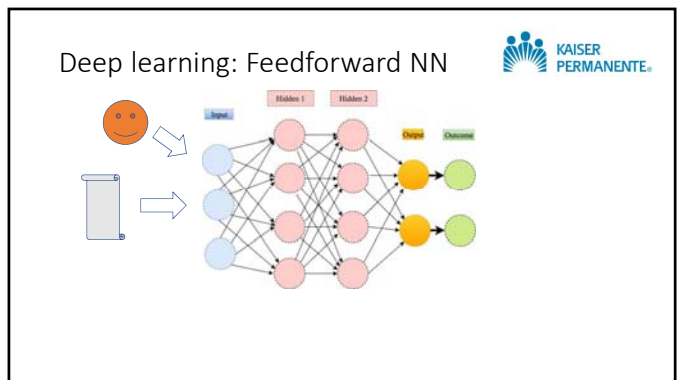 Deep learning: Feedforward NN
KAISER
PERMANENTE®
Hidden 1
Hidden 2
Input
Output
Outcome